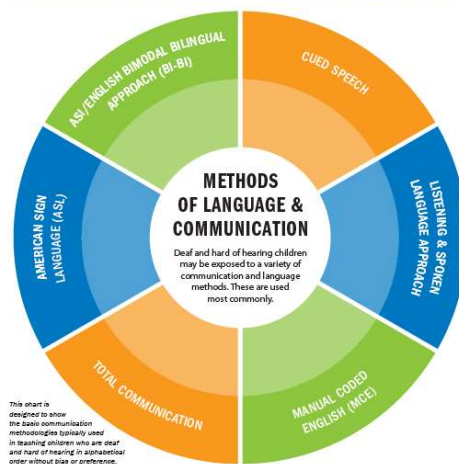 ASI/ENGLISH BIMODAL BILINGUAL
APPROACH (BI-BI)
CUED SPEECH
LISTENING & SPOKEN
LANGUAGE APPROACH
MANUAL CODED
ENGLISH (MCE)
TOTAL COMMUNICATION
AMERICAN SIGN
LANGUAGE (ASL)
METHODS
OF LANGUAGE &
COMMUNICATION
Deaf and hard of hearing children
may be exposed to a variety of
communication and language
methods. These are used
most commonly.
This chart is
designed to show
the basic communication
methodologies typically used
in teaching children who are deaf
and hard of hearing in alphabetical
order without bias or preference.